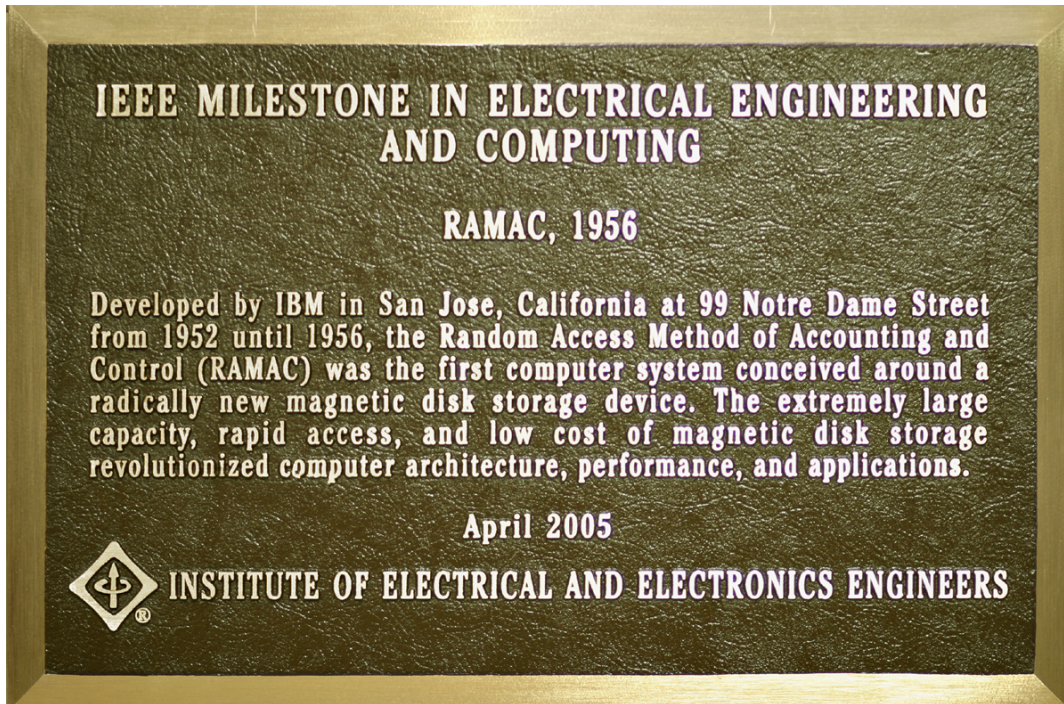 IEEE MILESTONE IN ELECTRICAL ENGINEERING
AND COMPUTING
RAMAC, 1956
Developed by IBM in San Jose, California at 99 Notre Dame Street
from 1952 until 1956, the Random Access Method of Accounting and
Control (RAMAC) was the first computer system conceived around a
radically new magnetic disk storage device. The extremely large
capacity, rapid access, and low cost of magnetic disk storage
revolutionized computer architecture, performance, and applications.
April 2005
® INSTITUTE OF ELECTRICAL AND ELECTRONICS ENGINEERS